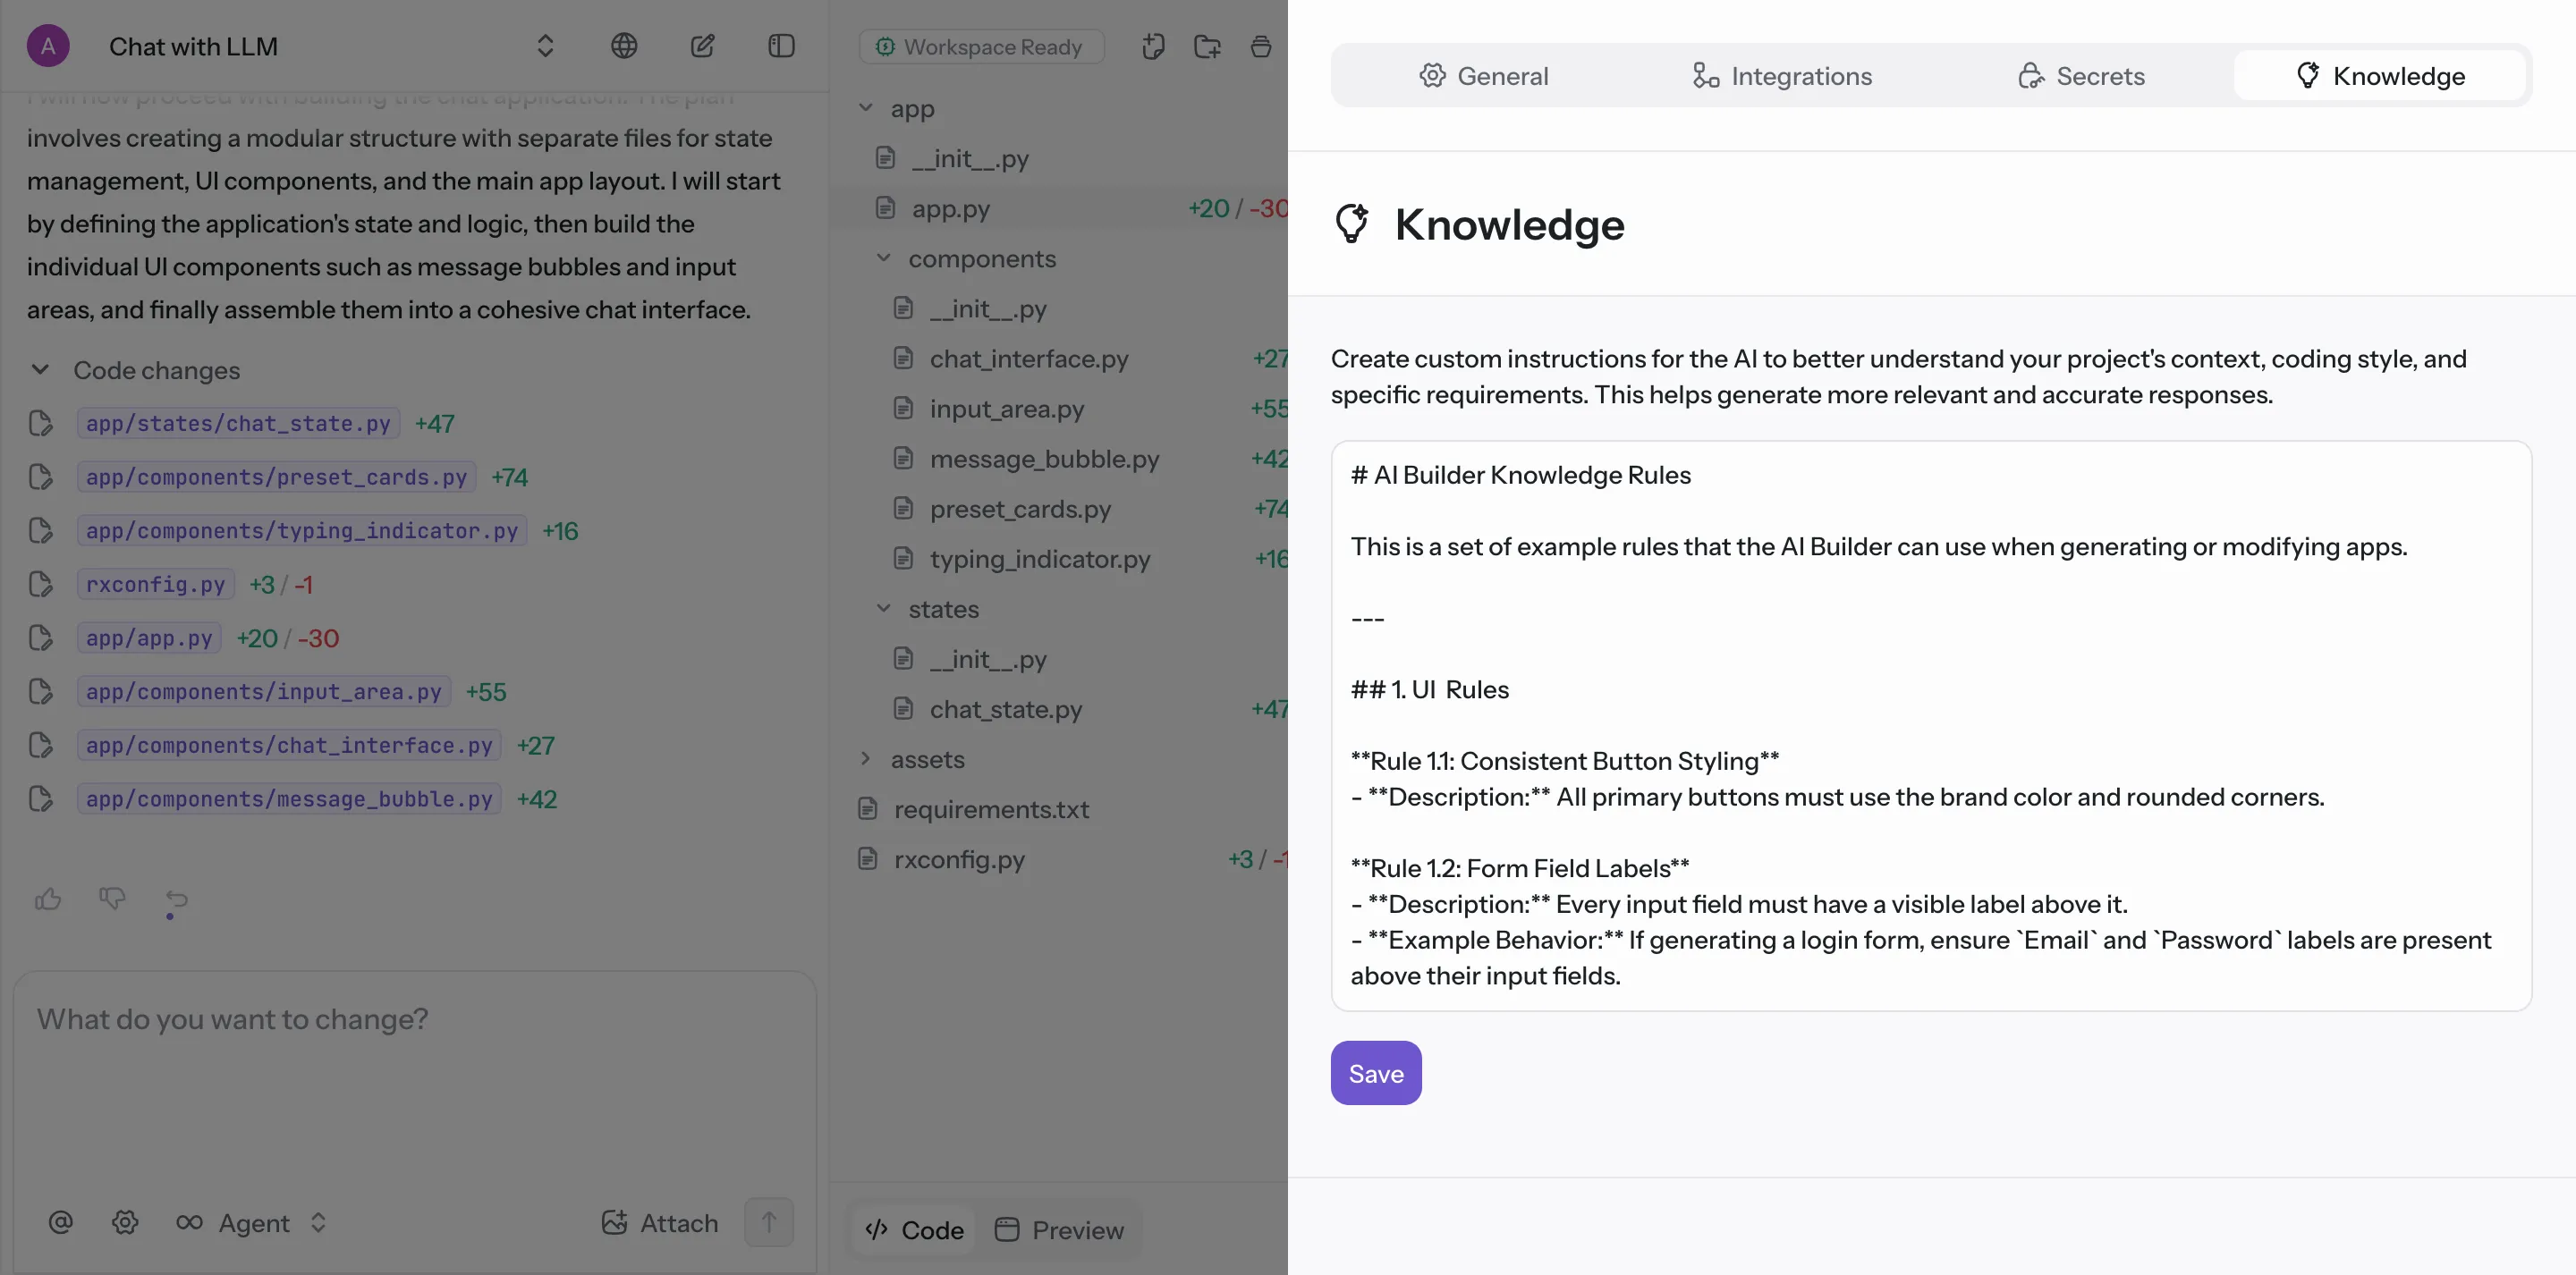 A
Chat with LLM
I will now proceed with building the chat application. The plan
involves creating a modular structure with separate files for state
management, UI components, and the main app layout. I will start
by defining the application's state and logic, then build the
individual UI components such as message bubbles and input
areas, and finally assemble them into a cohesive chat interface.
Code changes
app/states/chat_state.py +47
app/components/preset_cards.py +74
app/components/typing_indicator.py +16
rxconfig.py +3 / -1
app/app.py +20 / -30
app/components/input_area.py +55
app/components/chat_interface.py +27
app/components/message_bubble.py +42
What do you want to change?
@ Agent Attach
Workspace Ready
app
__init__.py
app.py +20 / -30
components
__init__.py
chat_interface.py +27
input_area.py +55
message_bubble.py +42
preset_cards.py +74
typing_indicator.py +16
states
__init__.py
chat_state.py +47
assets
requirements.txt
rxconfig.py +3 / -1
Code Preview
General Integrations Secrets Knowledge
Knowledge
Create custom instructions for the AI to better understand your project's context, coding style, and
specific requirements. This helps generate more relevant and accurate responses.
# AI Builder Knowledge Rules
This is a set of example rules that the AI Builder can use when generating or modifying apps.
---
## 1. UI Rules
**Rule 1.1: Consistent Button Styling**
- **Description:** All primary buttons must use the brand color and rounded corners.
**Rule 1.2: Form Field Labels**
- **Description:** Every input field must have a visible label above it.
- **Example Behavior:** If generating a login form, ensure `Email` and `Password` labels are present
above their input fields.
Save